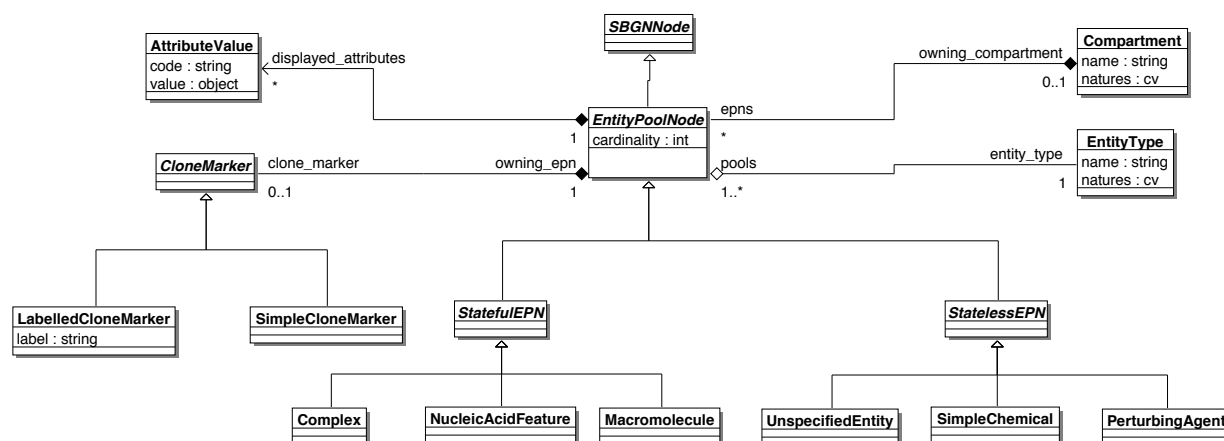 SBGNNode
AttributeValue
code : string
value : object
displayed_attributes
*
owning_compartment
0..1
Compartment
name : string
natures : cv
EntityPoolNode
cardinality : int
epns
*
1
EntityType
name : string
natures : cv
entity_type
1
pools
1..*
CloneMarker
clone_marker
0..1
owning_epn
1
LabelledCloneMarker
label : string
SimpleCloneMarker
StatefulEPN
StatelessEPN
Complex
NucleicAcidFeature
Macromolecule
UnspecifiedEntity
SimpleChemical
PerturbingAgent